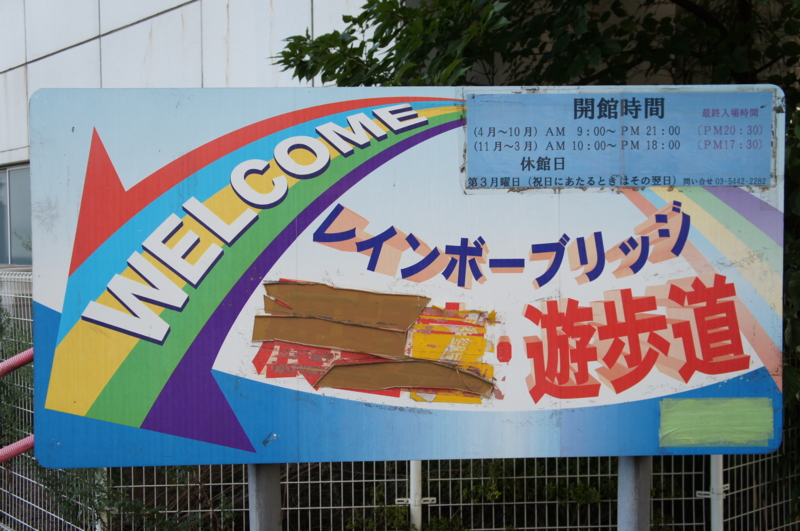 WELCOME
開館時間
最終入場時間
(4月～10月) AM 9:00～PM 21:00 (PM20:30)
(11月～3月) AM 10:00～PM 18:00 (PM17:30)
休館日
第3月曜日 (祝日にあたるときはその翌日) 問い合せ 03-5442-2282
レインボーブリッジ
遊歩道